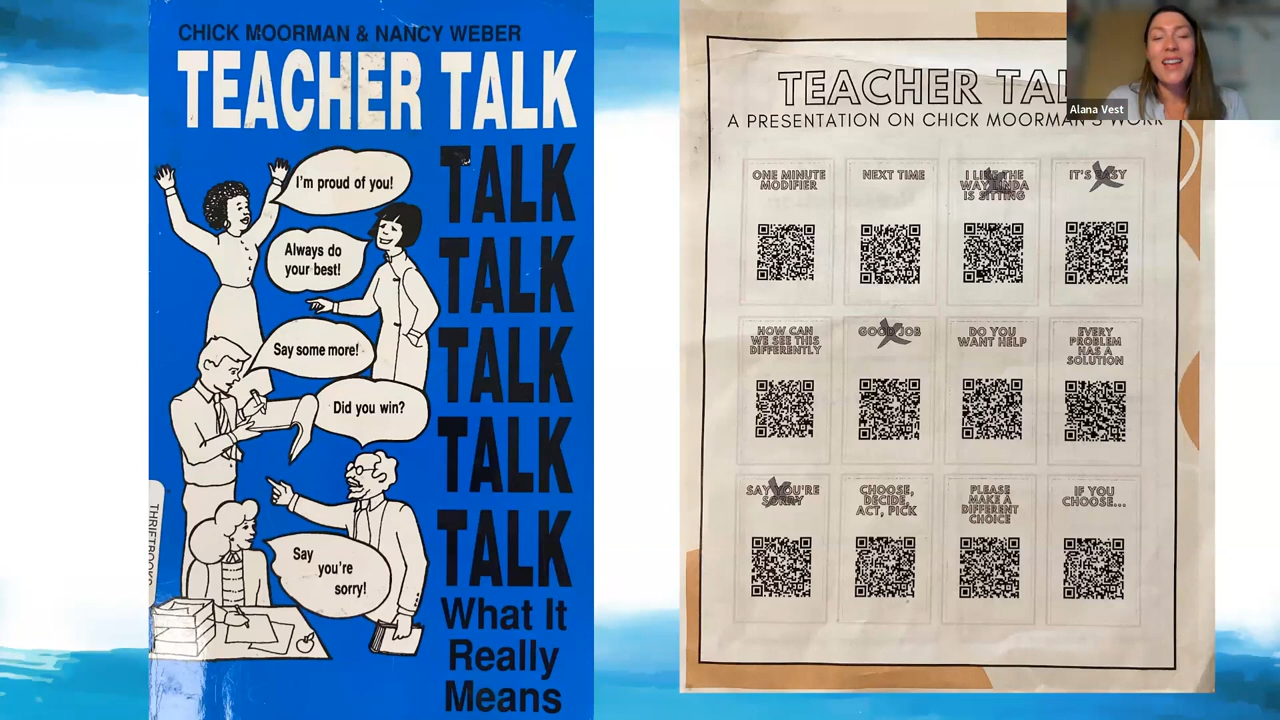 CHICK MOORMAN & NANCY WEBER
TEACHER TALK
TALK
TALK
TALK
TALK
TALK
What It
Really
Means
I'm proud of you!
Always do
your best!
Say some more!
Did you win?
Say
you're
sorry!
THRIFTBOOKS
TEACHER TAL
A PRESENTATION ON CHICK MOORMAN'S WORK
ONE MINUTE
MODIFIER
NEXT TIME
I LIKE THE
WAY LINDA
IS SITTING
IT'S EASY
HOW CAN
WE SEE THIS
DIFFERENTLY
GOOD JOB
DO YOU
WANT HELP
EVERY
PROBLEM
HAS A
SOLUTION
SAY YOU'RE
SORRY
CHOOSE,
DECIDE,
ACT, PICK
PLEASE
MAKE A
DIFFERENT
CHOICE
IF YOU
CHOOSE...
Alana Vest